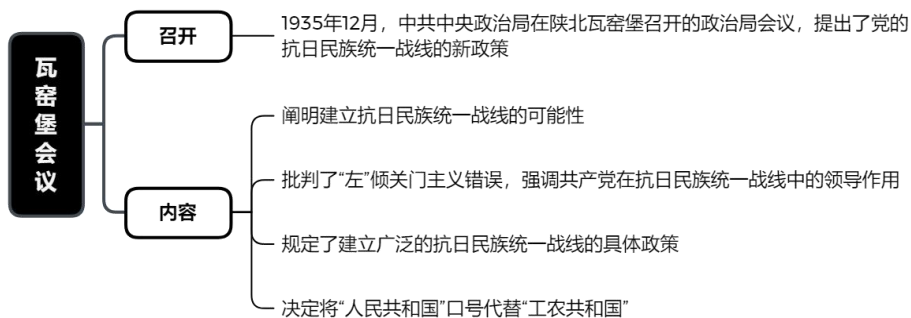 瓦窑堡会议
召开
1935年12月，中共中央政治局在陕北瓦窑堡召开的政治局会议，提出了党的
抗日民族统一战线的新政策
内容
阐明建立抗日民族统一战线的可能性
批判了“左”倾关门主义错误，强调共产党在抗日民族统一战线中的领导作用
规定了建立广泛的抗日民族统一战线的具体政策
决定将“人民共和国”口号代替“工农共和国”